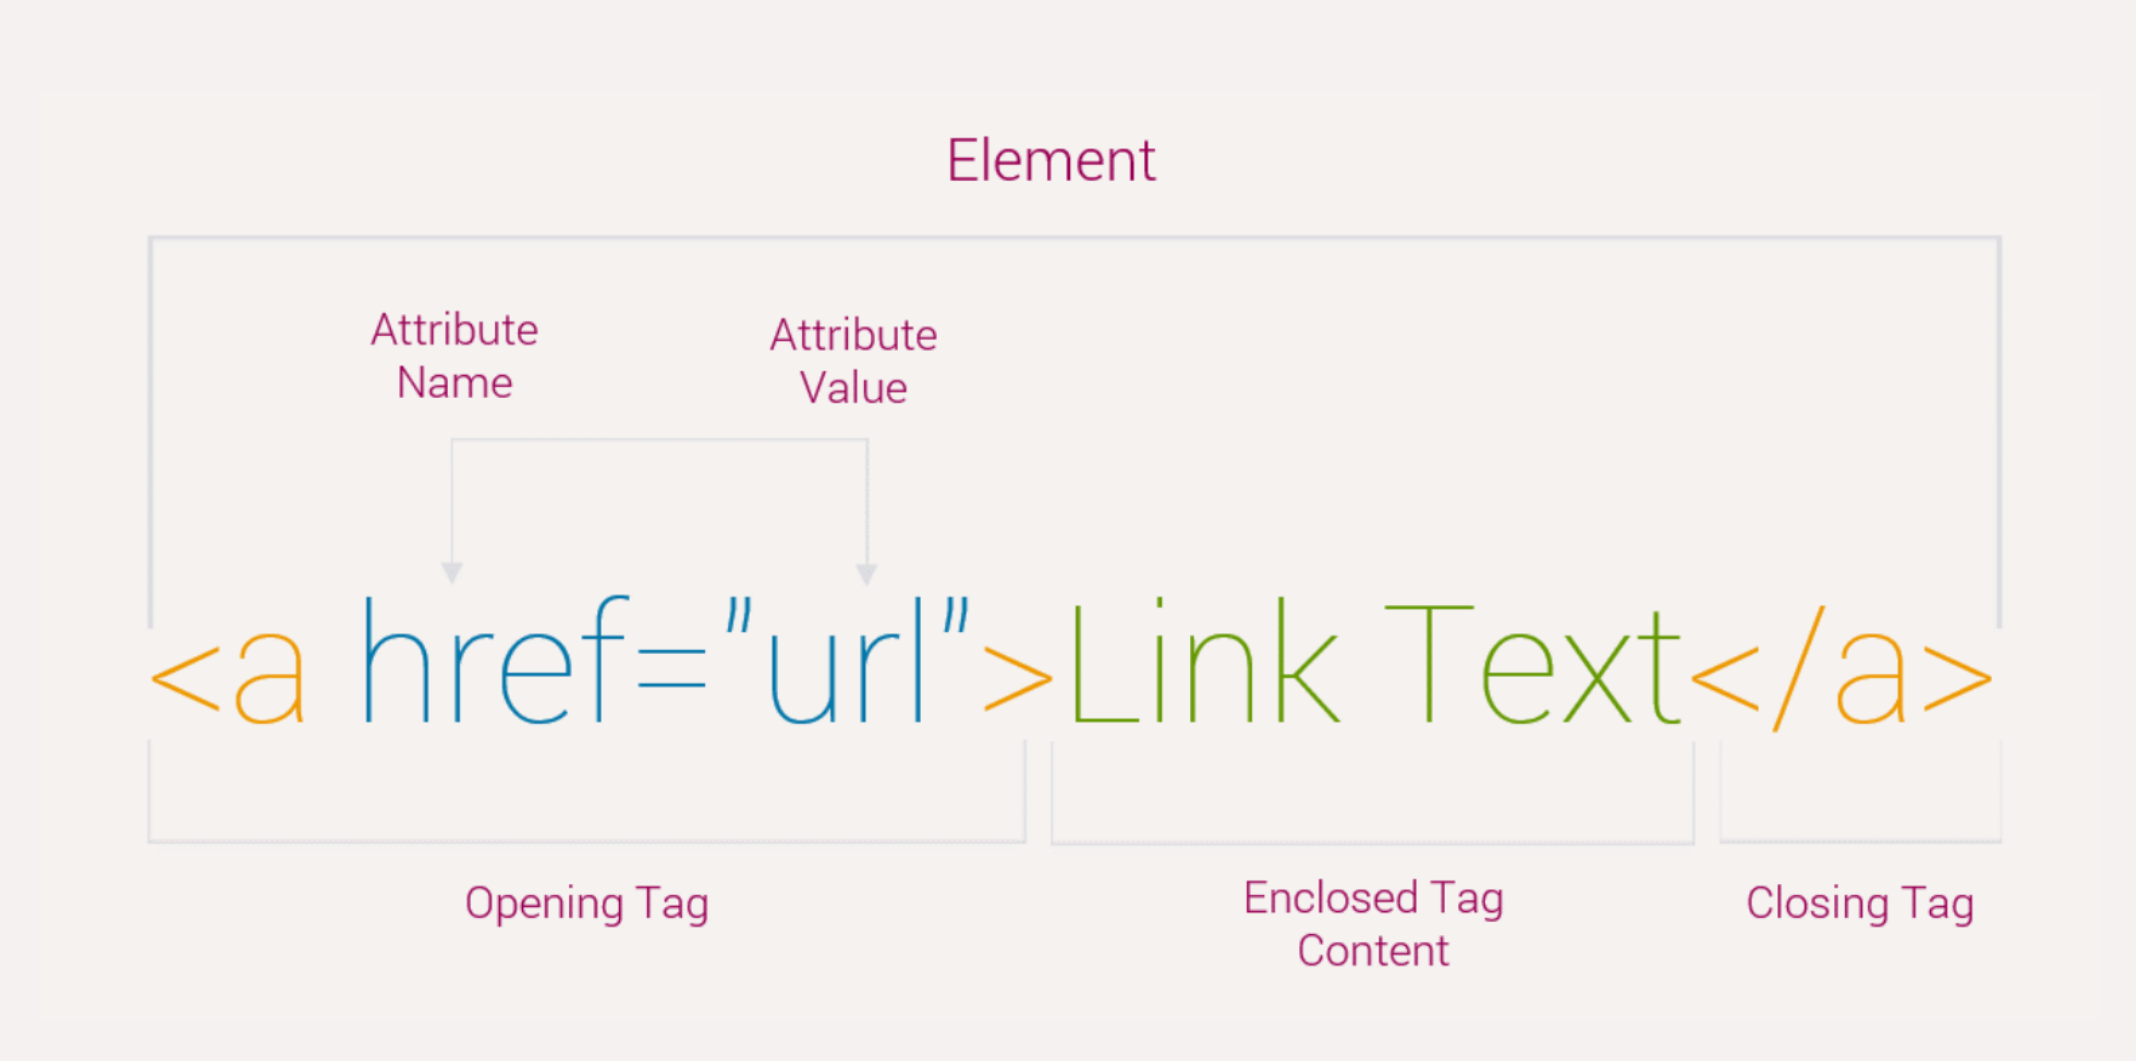 Element
Attribute
Name
Attribute
Value
<a href="url">Link Text</a>
Opening Tag
Enclosed Tag
Content
Closing Tag